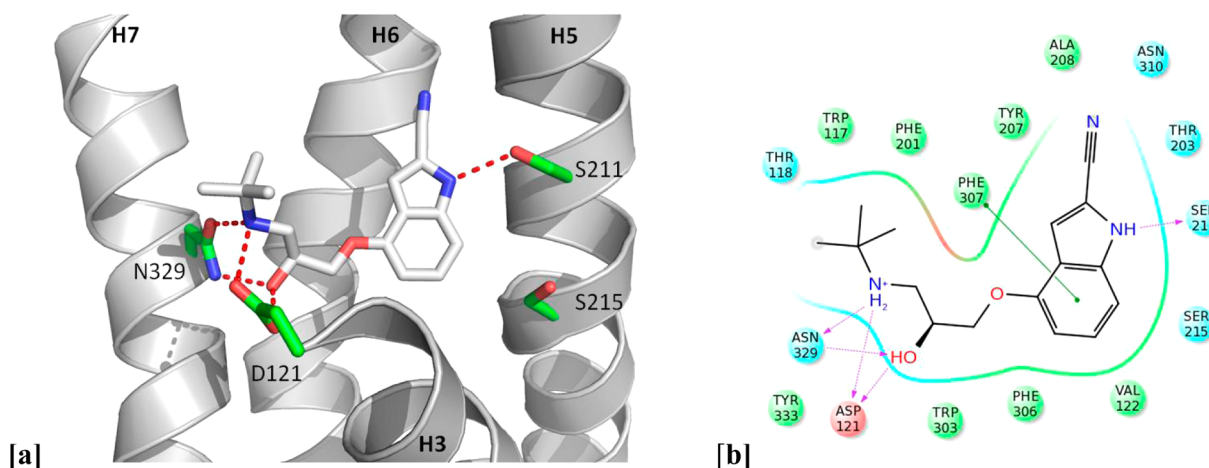 H7
H6
H5
S211
N329
S215
D121
H3
[a]
ALA
208
ASN
310
TRP
117
PHE
201
TYR
207
THR
203
THR
118
PHE
307
N
NH
N+
H2
O
HO
ASN
329
SER
215
TYR
333
ASP
121
TRP
303
PHE
306
VAL
122
[b]